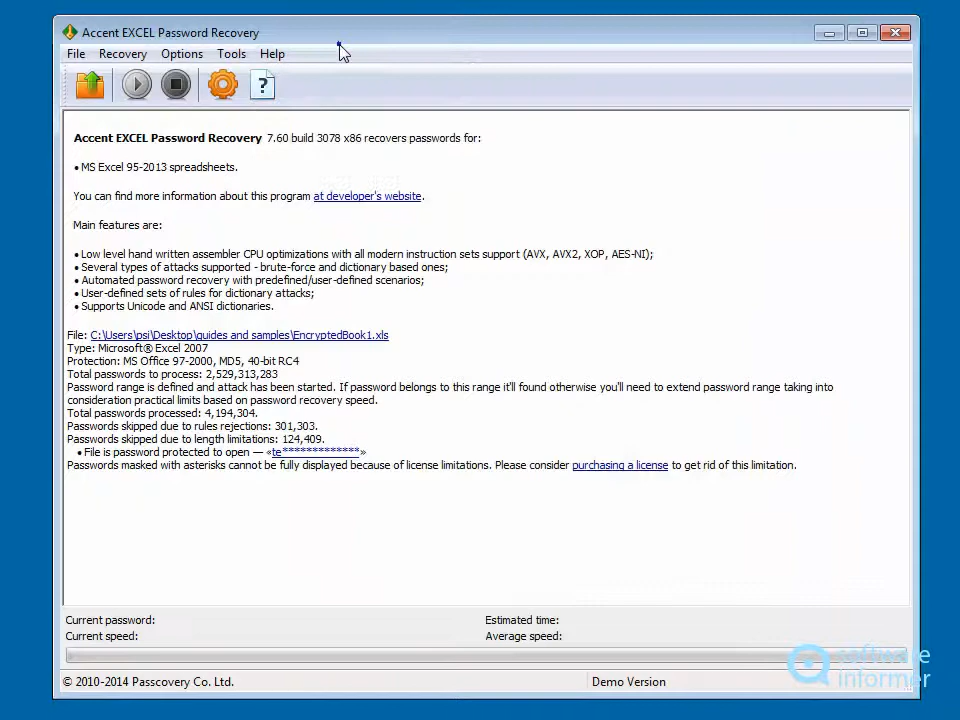 Accent EXCEL Password Recovery
File Recovery Options Tools Help
Accent EXCEL Password Recovery 7.60 build 3078 x86 recovers passwords for:
• MS Excel 95-2013 spreadsheets.
You can find more information about this program at developer's website.
Main features are:
• Low level hand written assembler CPU optimizations with all modern instruction sets support (AVX, AVX2, XOP, AES-NI);
• Several types of attacks supported - brute-force and dictionary based ones;
• Automated password recovery with predefined/user-defined scenarios;
• User-defined sets of rules for dictionary attacks;
• Supports Unicode and ANSI dictionaries.
File: C:\Users\psi\Desktop\guides and samples\EncryptedBook1.xls
Type: Microsoft® Excel 2007
Protection: MS Office 97-2000, MD5, 40-bit RC4
Total passwords to process: 2,529,313,283
Password range is defined and attack has been started. If password belongs to this range it'll found otherwise you'll need to extend password range taking into
consideration practical limits based on password recovery speed.
Total passwords processed: 4,194,304.
Passwords skipped due to rules rejections: 301,303.
Passwords skipped due to length limitations: 124,409.
• File is password protected to open — «te*************»
Passwords masked with asterisks cannot be fully displayed because of license limitations. Please consider purchasing a license to get rid of this limitation.
Current password: Estimated time:
Current speed: Average speed:
© 2010-2014 Passcovery Co. Ltd. Demo Version
software
informer